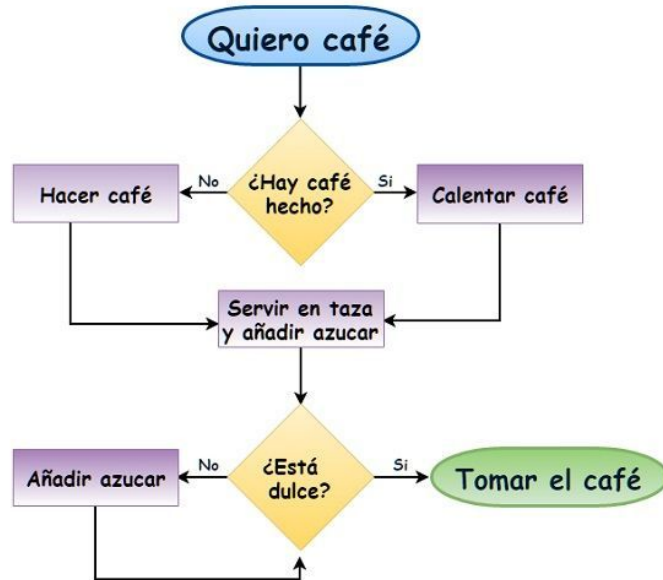 Quiero café
¿Hay café
hecho?
No
Si
Hacer café
Calentar café
Servir en taza
y añadir azucar
¿Está
dulce?
No
Si
Añadir azucar
Tomar el café